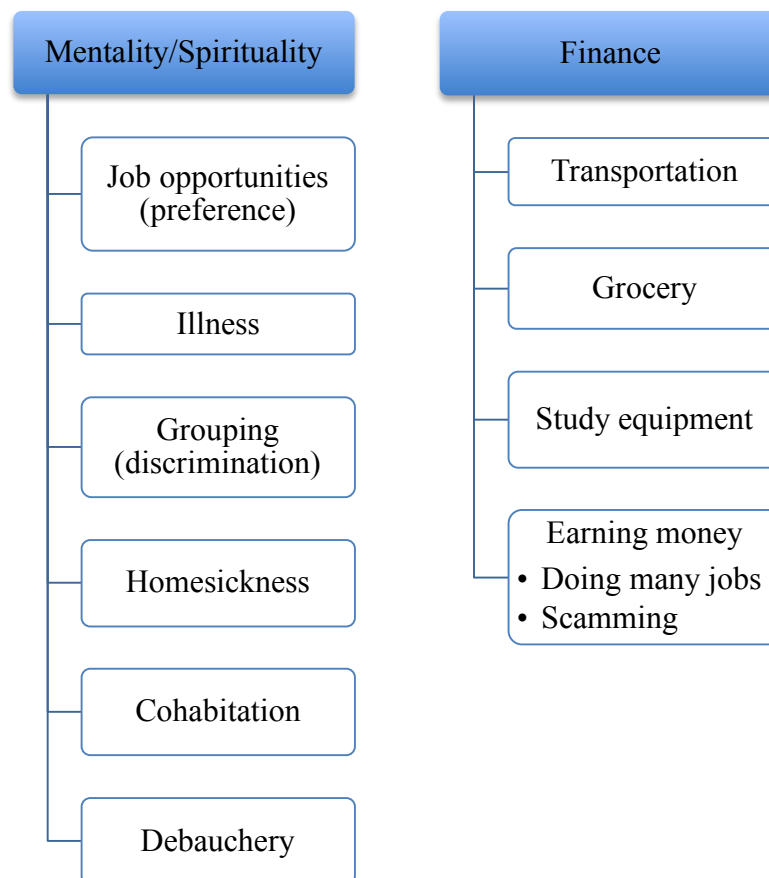 Mentality/Spirituality
Job opportunities
(preference)
Illness
Grouping
(discrimination)
Homesickness
Cohabitation
Debauchery
Finance
Transportation
Grocery
Study equipment
Earning money
• Doing many jobs
• Scamming